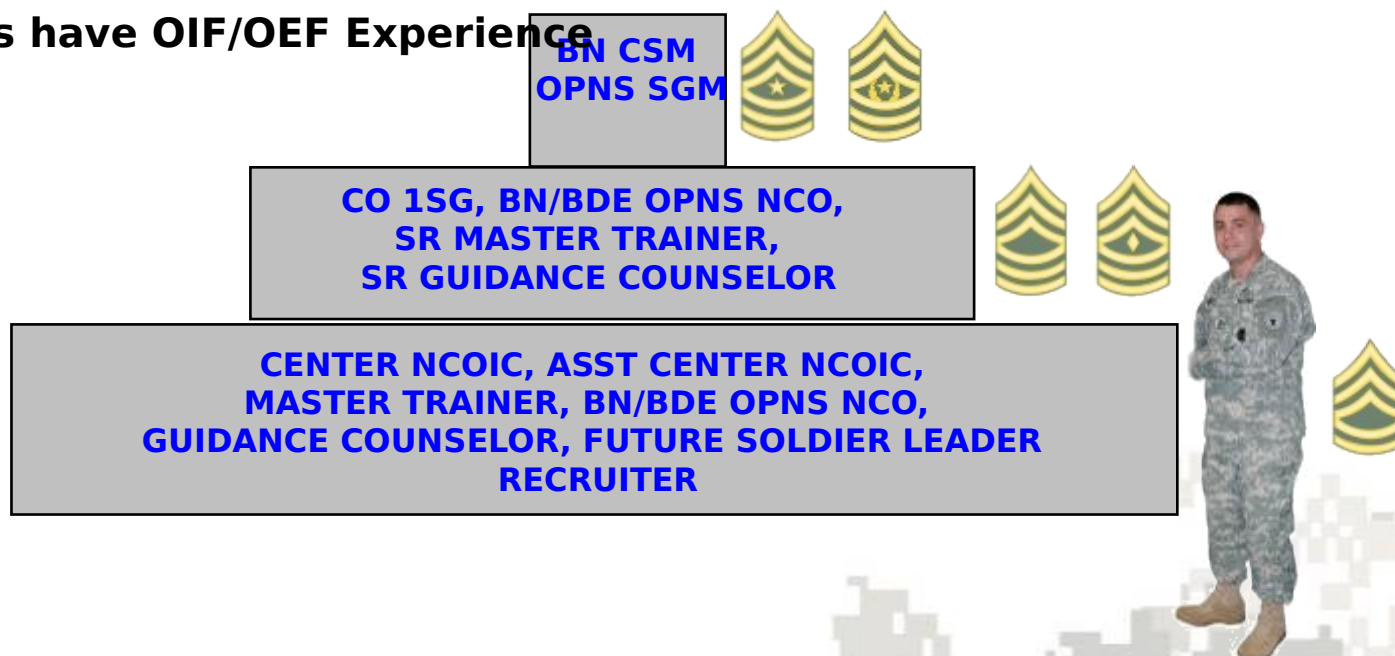 s have OIF/OEF Experience
BN CSM
OPNS SGM
CO 1SG, BN/BDE OPNS NCO,
SR MASTER TRAINER,
SR GUIDANCE COUNSELOR
CENTER NCOIC, ASST CENTER NCOIC,
MASTER TRAINER, BN/BDE OPNS NCO,
GUIDANCE COUNSELOR, FUTURE SOLDIER LEADER
RECRUITER